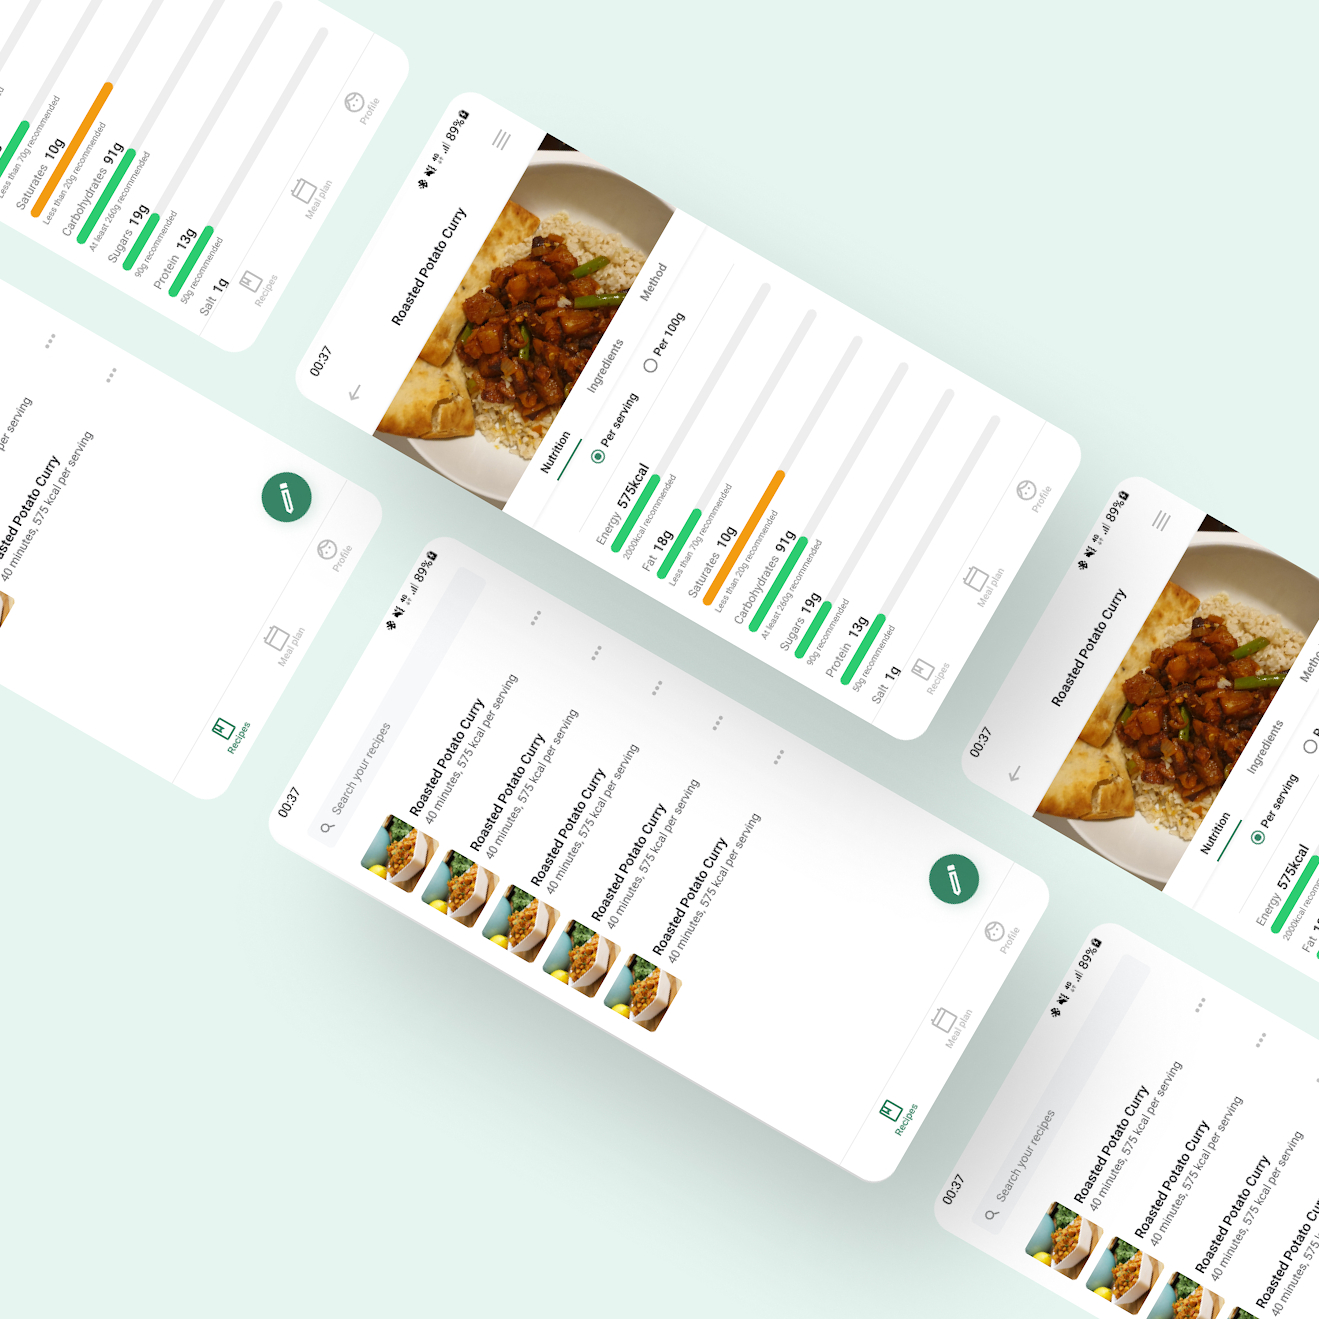 Less than 70g recommended
Saturates 10g
Less than 20g recommended
Carbohydrates 91g
At least 260g recommended
Sugars 19g
90g recommended
Protein 13g
50g recommended
Salt 1g
Recipes
Meal plan
Profile
00:37
4G
89%
Roasted Potato Curry
Nutrition
Ingredients
Method
Per serving
Per 100g
Energy 575kcal
2000kcal recommended
Fat 18g
Less than 70g recommended
Saturates 10g
Less than 20g recommended
Carbohydrates 91g
At least 260g recommended
Sugars 19g
90g recommended
Protein 13g
50g recommended
Salt 1g
Recipes
Meal plan
Profile
per serving
sted Potato Curry
40 minutes, 575 kcal per serving
Recipes
Meal plan
Profile
00:37
4G
89%
Search your recipes
Roasted Potato Curry
40 minutes, 575 kcal per serving
Roasted Potato Curry
40 minutes, 575 kcal per serving
Roasted Potato Curry
40 minutes, 575 kcal per serving
Roasted Potato Curry
40 minutes, 575 kcal per serving
Roasted Potato Curry
40 minutes, 575 kcal per serving
Recipes
Meal plan
Profile
00:37
4G
89%
Roasted Potato Curry
Nutrition
Ingredients
Metho
Per serving
Energy 575kcal
2000kcal recom
Fat
00:37
4G
89%
Search your recipes
Roasted Potato Curry
40 minutes, 575 kcal per serving
Roasted Potato Curry
40 minutes, 575 kcal per serving
Roasted Potato Curry
40 minutes, 575 kcal per serving
Roasted Potato Cur
40 minutes, 575